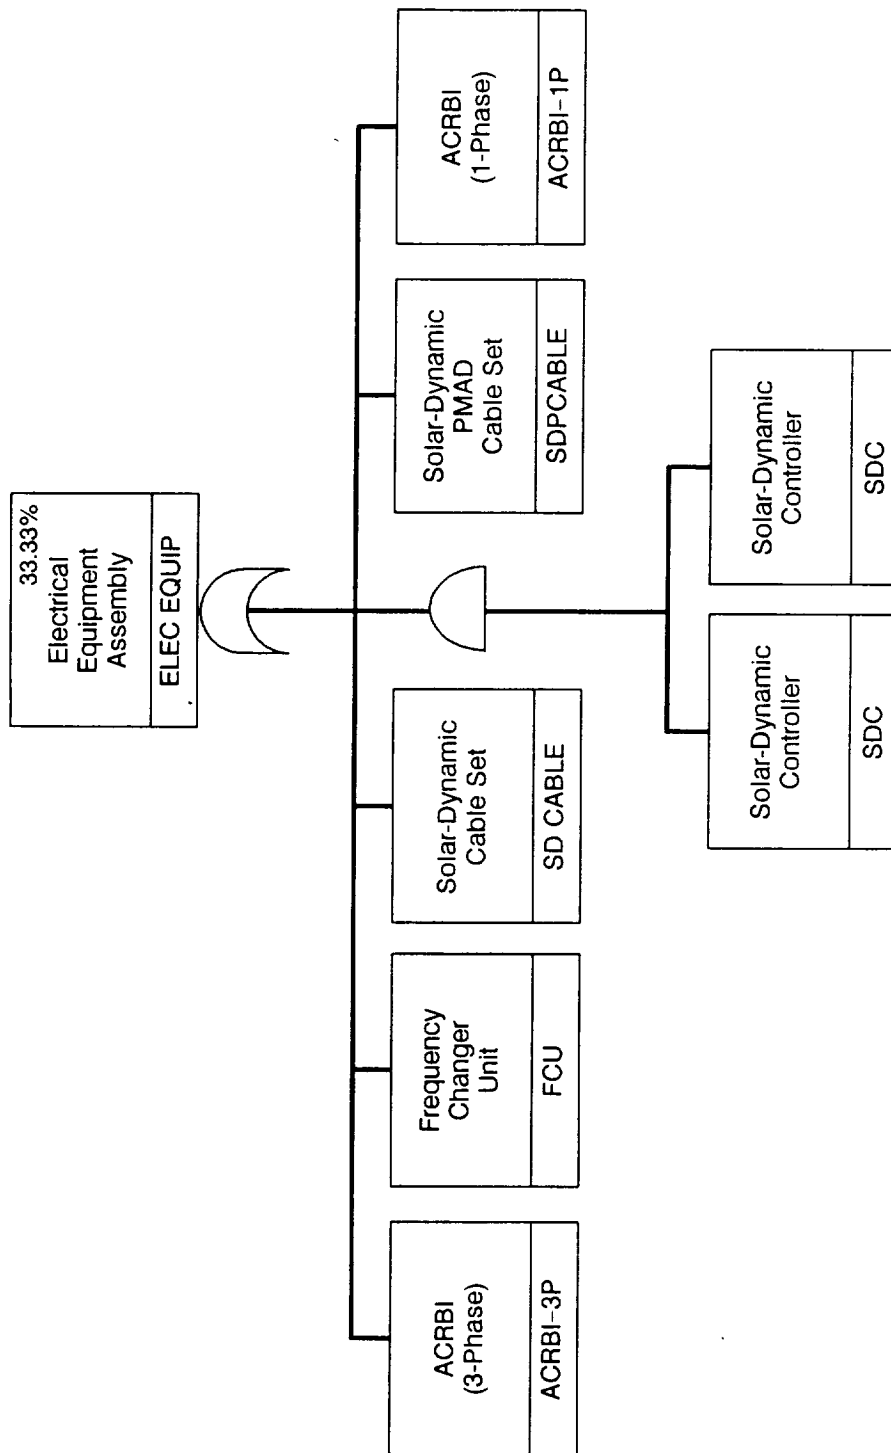 33.33%
Electrical
Equipment
Assembly
ELEC EQUIP
ACRBI
(3-Phase)
ACRBI-3P
Frequency
Changer
Unit
FCU
Solar-Dynamic
Cable Set
SD CABLE
Solar-Dynamic
PMAD
Cable Set
SDPCABLE
ACRBI
(1-Phase)
ACRBI-1P
Solar-Dynamic
Controller
SDC
Solar-Dynamic
Controller
SDC